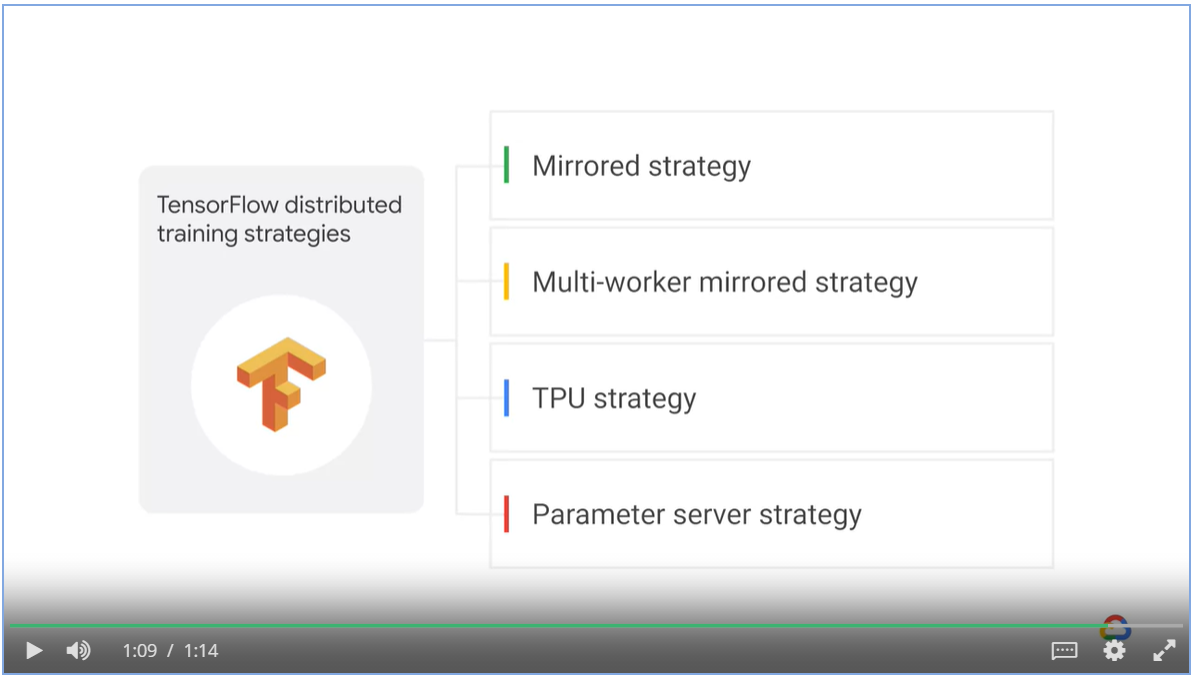 TensorFlow distributed
training strategies
Mirrored strategy
Multi-worker mirrored strategy
TPU strategy
Parameter server strategy
1:09 / 1:14